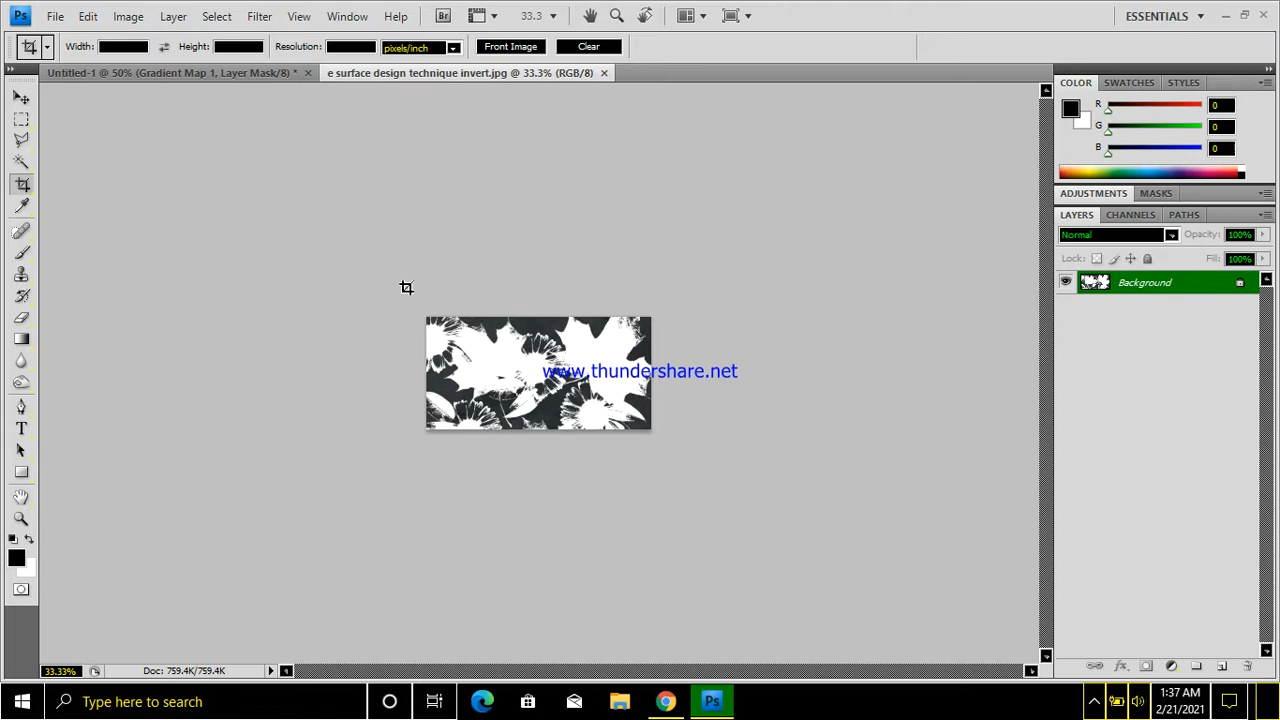 Ps File Edit Image Layer Select Filter View Window Help Br 33.3 ESSENTIALS
Width: Height: Resolution: pixels/inch Front Image Clear
Untitled-1 @ 50% (Gradient Map 1, Layer Mask/8) * × e surface design technique invert.jpg @ 33.3% (RGB/8) ×
COLOR SWATCHES STYLES
R 0
G 0
B 0
ADJUSTMENTS MASKS
LAYERS CHANNELS PATHS
Normal Opacity: 100%
Lock: Fill: 100%
Background
www.thundershare.net
T
33.33% Doc: 759.4K/759.4K
Type here to search
Ps
1:37 AM
2/21/2021